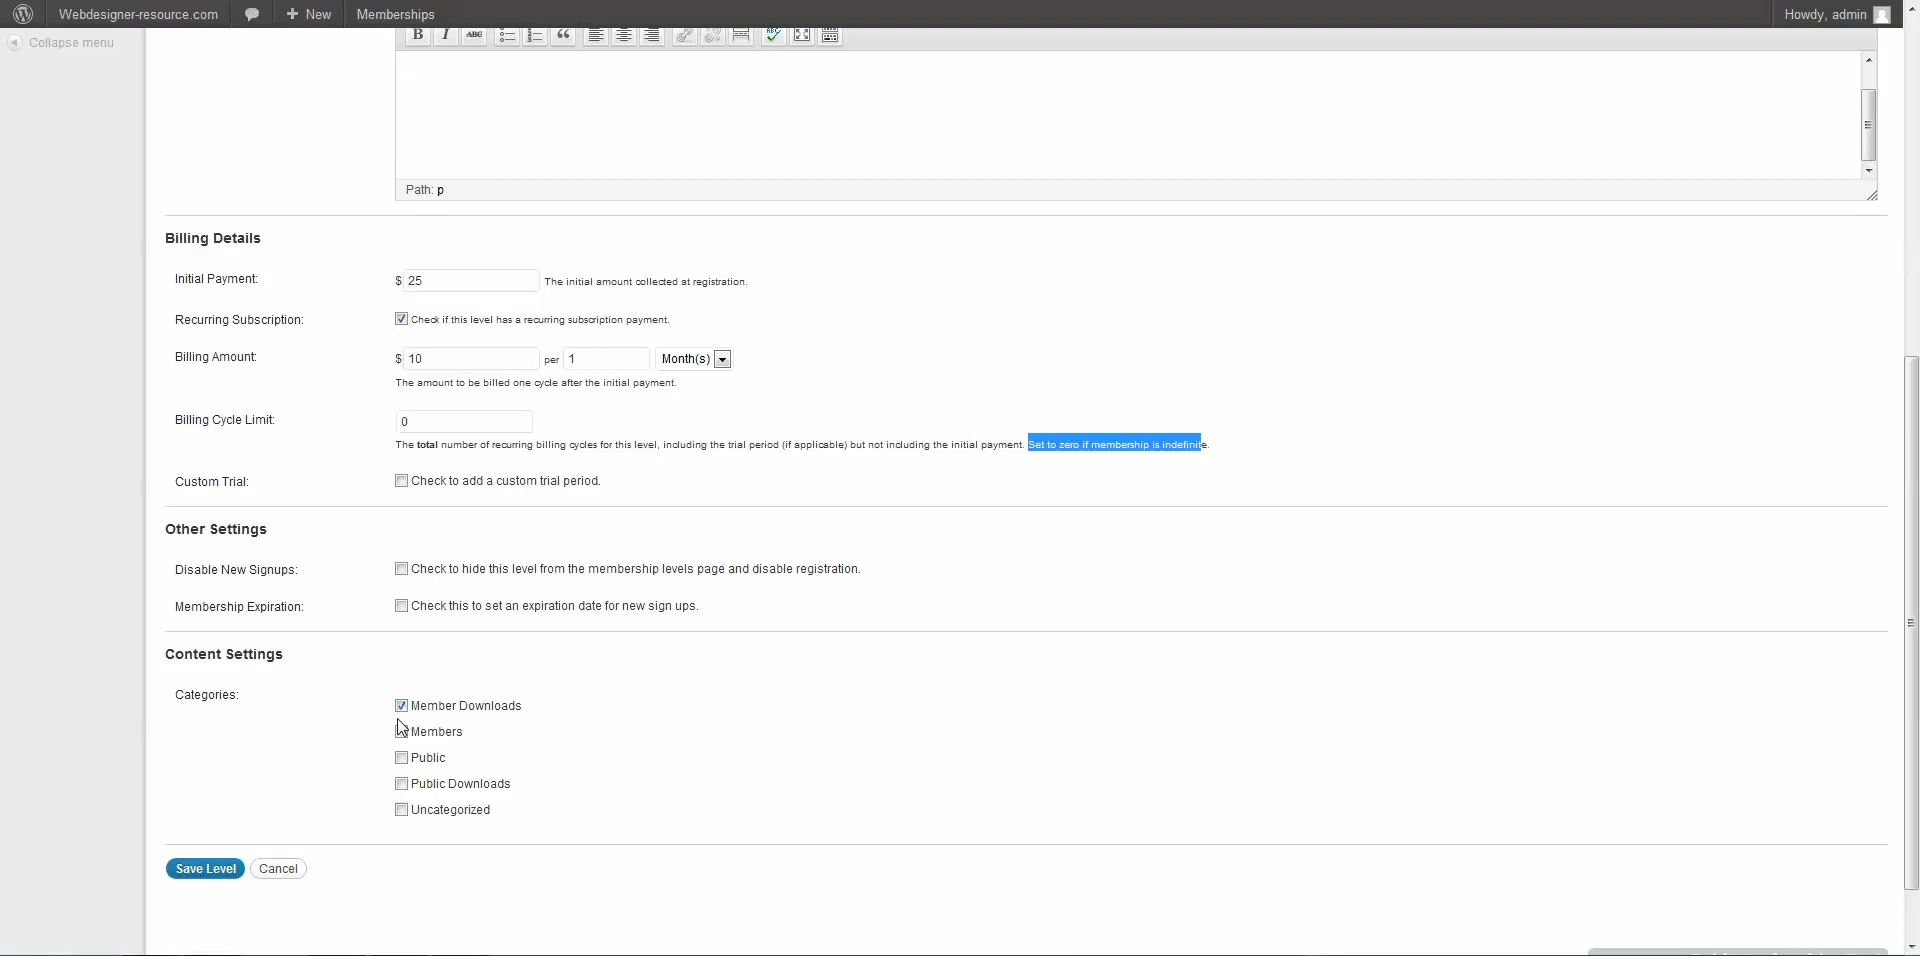 Webdesigner-resource.com New Memberships Howdy, admin
Collapse menu
B I ABC ABC
Path: p
Billing Details
Initial Payment: $ 25 The initial amount collected at registration.
Recurring Subscription: Check if this level has a recurring subscription payment.
Billing Amount: $ 10 per 1 Month(s)
The amount to be billed one cycle after the initial payment.
Billing Cycle Limit: 0
The total number of recurring billing cycles for this level, including the trial period (if applicable) but not including the initial payment. Set to zero if membership is indefinite.
Custom Trial: Check to add a custom trial period.
Other Settings
Disable New Signups: Check to hide this level from the membership levels page and disable registration.
Membership Expiration: Check this to set an expiration date for new sign ups.
Content Settings
Categories:
Member Downloads
Members
Public
Public Downloads
Uncategorized
Save Level Cancel